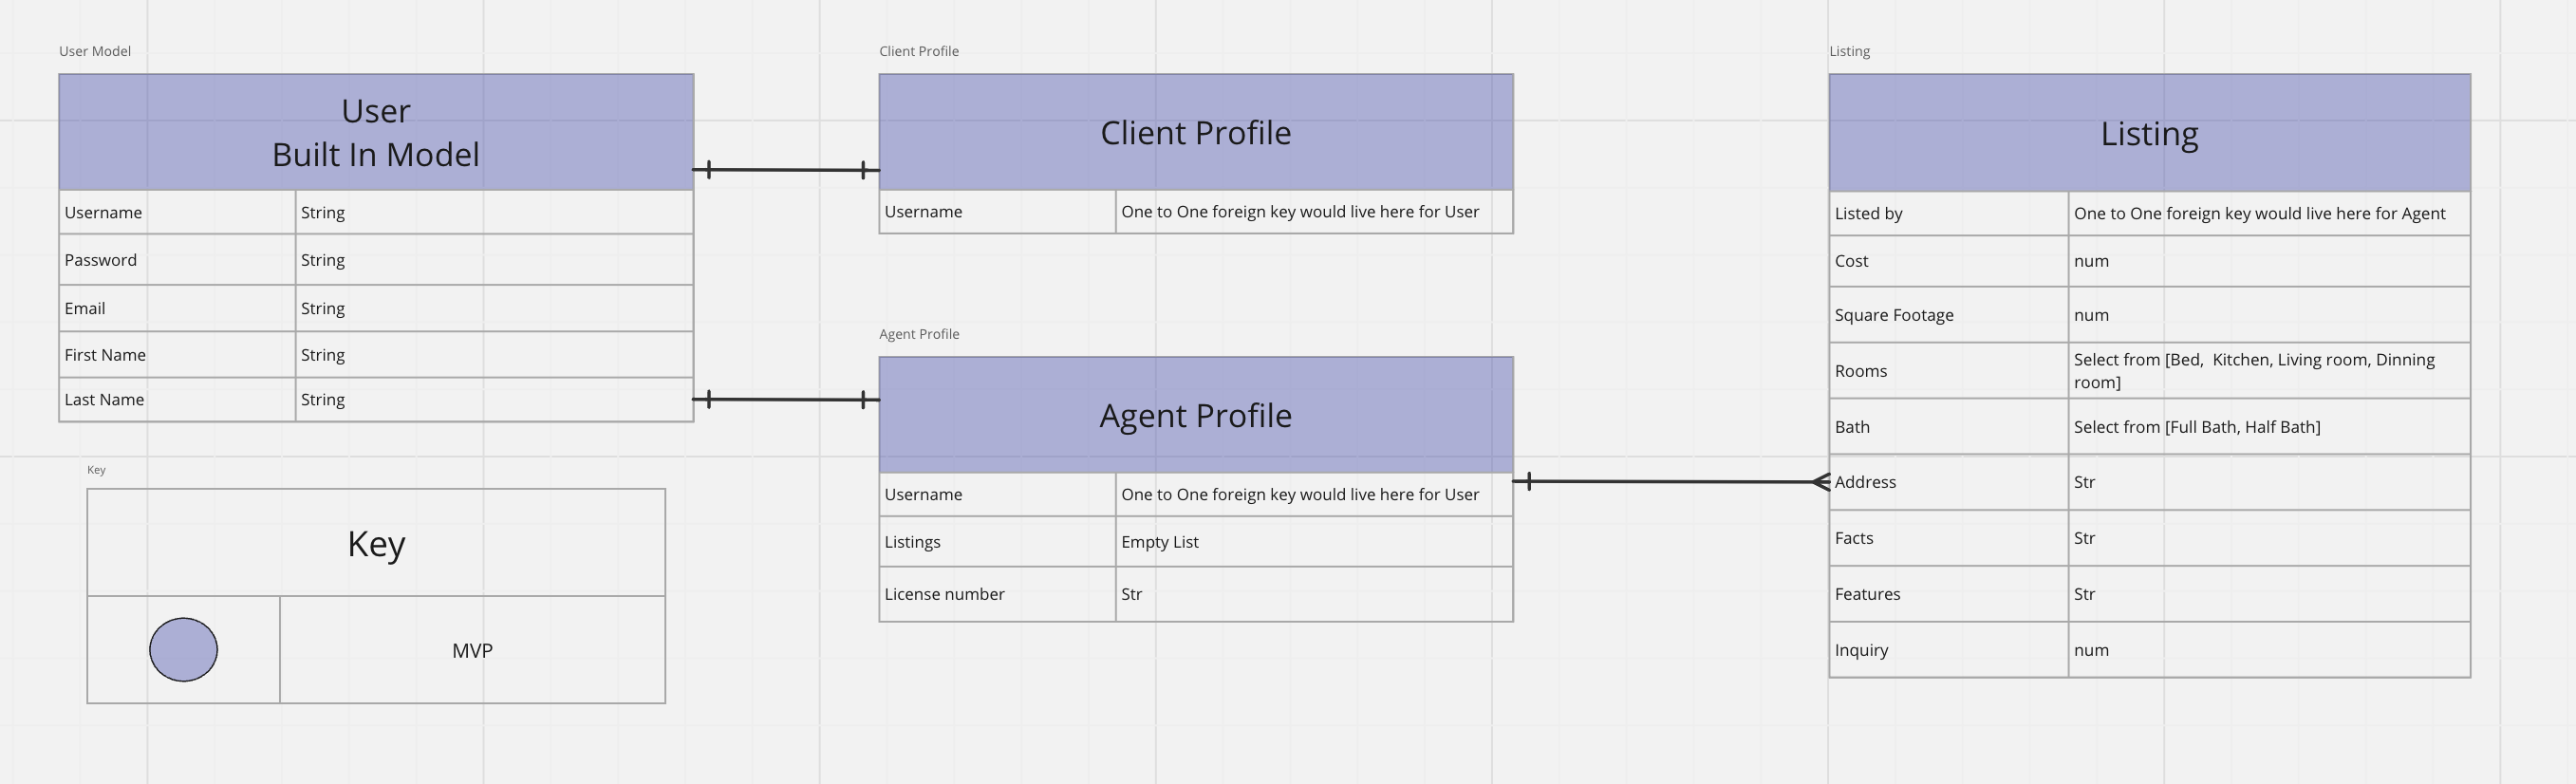 User Model
User
Built In Model
Username String
Password String
Email String
First Name String
Last Name String
Key
Key
MVP
Client Profile
Client Profile
Username One to One foreign key would live here for User
Agent Profile
Agent Profile
Username One to One foreign key would live here for User
Listings Empty List
License number Str
Listing
Listing
Listed by One to One foreign key would live here for Agent
Cost num
Square Footage num
Rooms Select from [Bed, Kitchen, Living room, Dinning
room]
Bath Select from [Full Bath, Half Bath]
Address Str
Facts Str
Features Str
Inquiry num